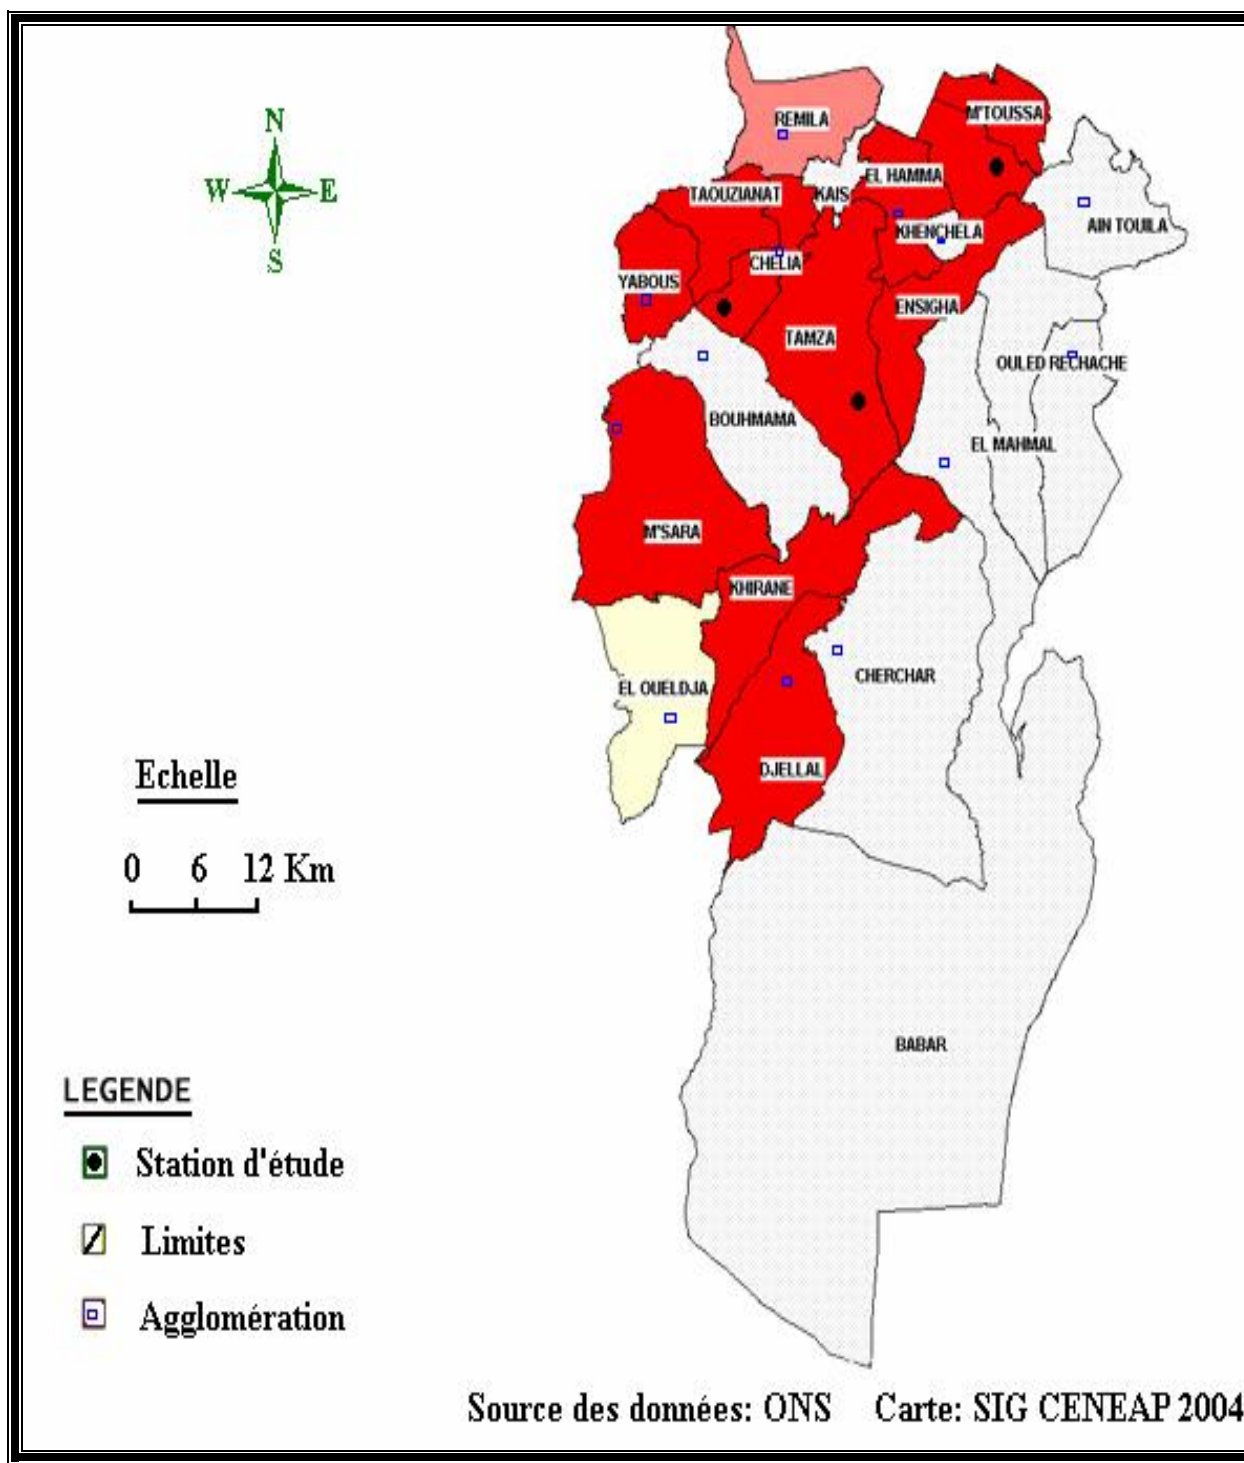 N
W E
S
REMILA
M'TOUSSA
EL HAMMA
TAOUZIANAT
KAIS
AIN TOUILA
KHENCHELA
CHELIA
YABOUS
ENSIGHA
TAMZA
OULED RECHACHE
BOUHMAMA
EL MAHMAL
M'SARA
KHIRANE
CHERCHAR
EL OUELDJA
DJELLAL
BABAR
Echelle
0 6 12 Km
LEGENDE
Station d'étude
Limites
Agglomération
Source des données: ONS Carte: SIG CENEAP 2004